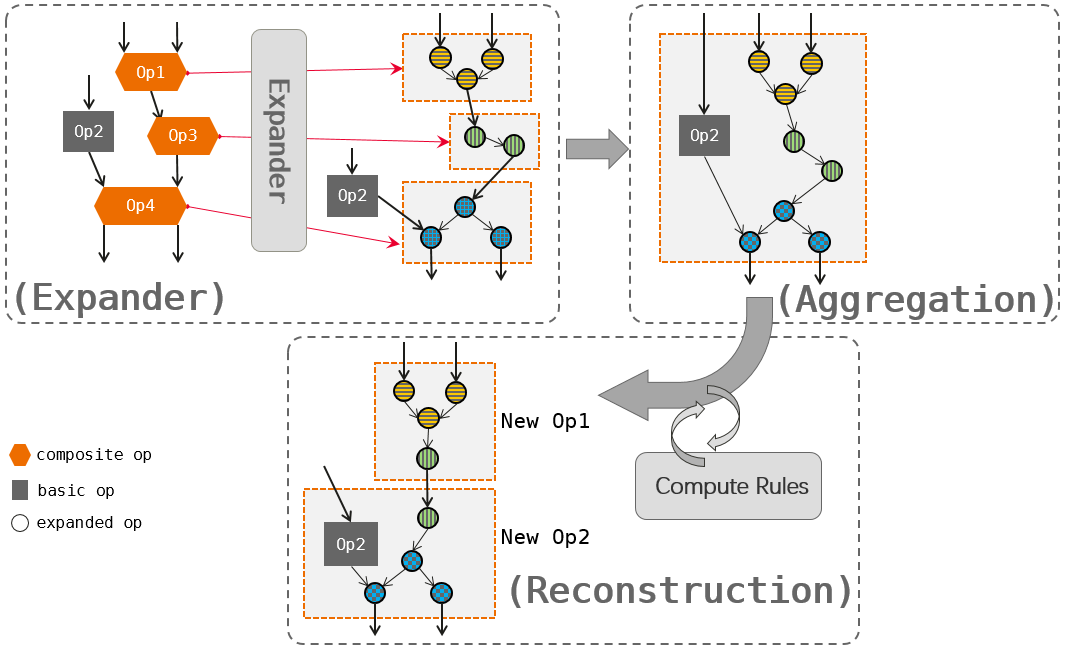 Op1
Op2
Op3
Op4
Expander
Op2
(Expander)
Op2
(Aggregation)
New Op1
Op2
New Op2
Compute Rules
(Reconstruction)
composite op
basic op
expanded op